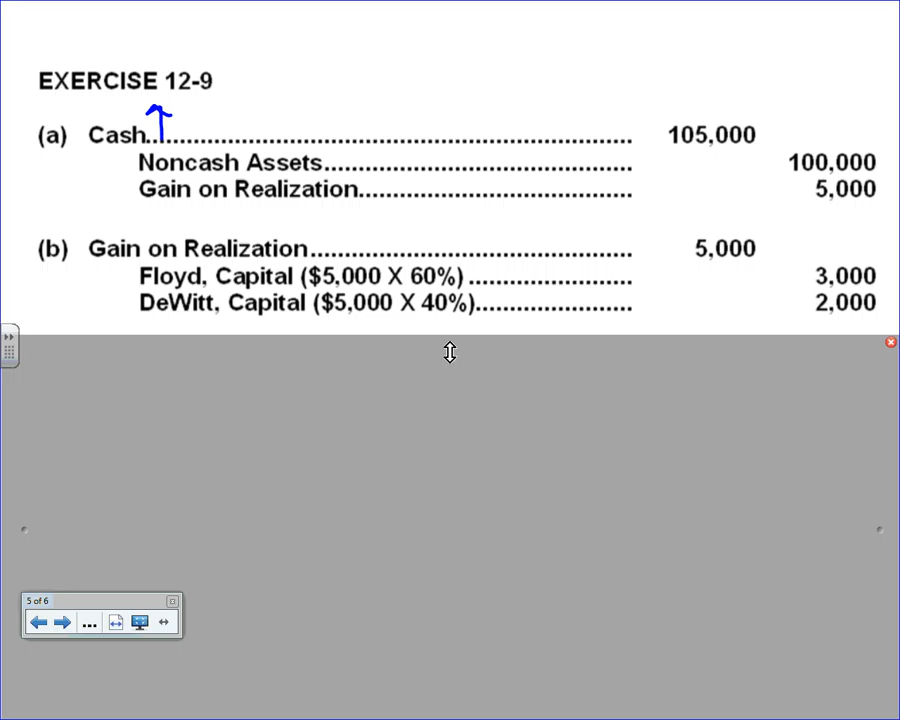 EXERCISE 12-9
(a) Cash.......................................................................... 105,000
Noncash Assets.............................................. 100,000
Gain on Realization......................................... 5,000
(b) Gain on Realization................................................ 5,000
Floyd, Capital ($5,000 X 60%) ........................ 3,000
DeWitt, Capital ($5,000 X 40%)....................... 2,000
5 of 6
...